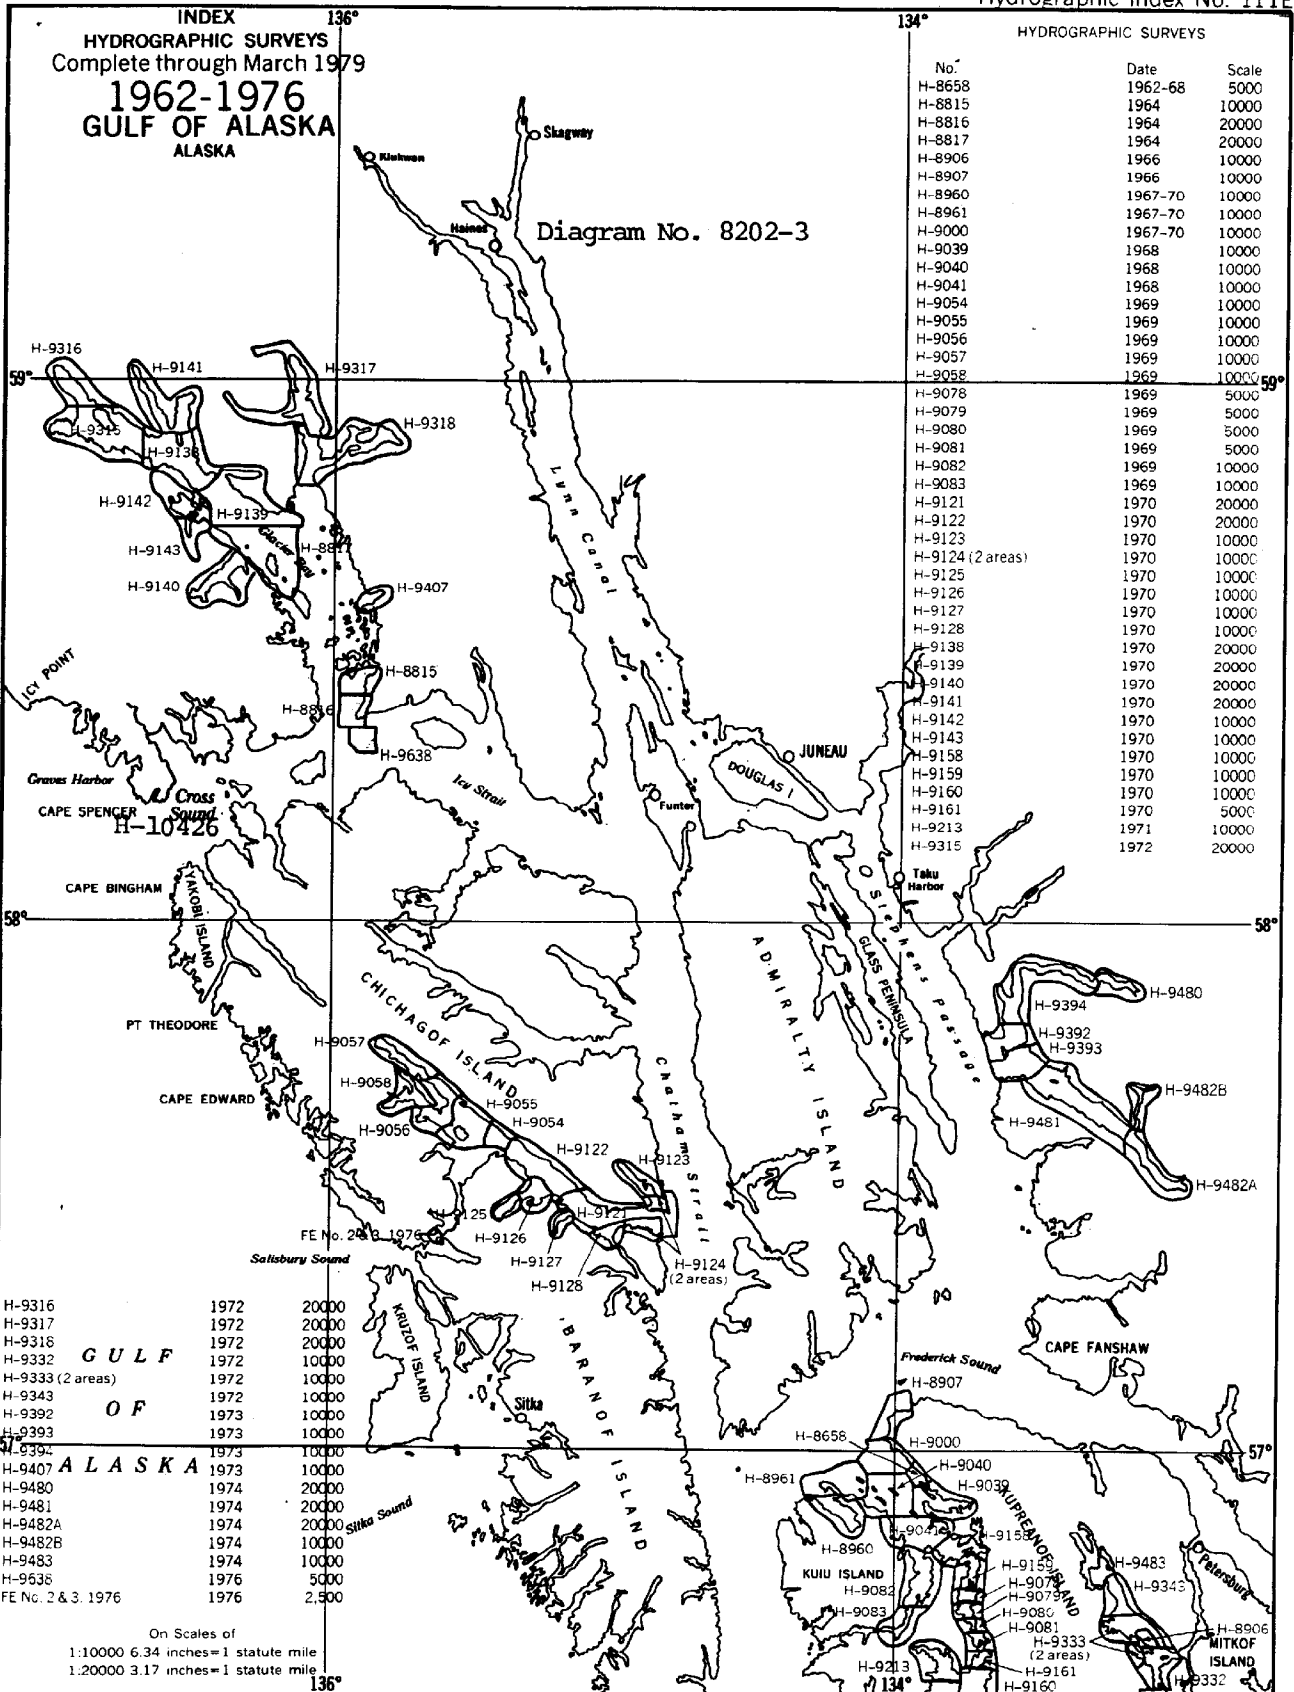 Hydrographic Index No. 111E
INDEX
HYDROGRAPHIC SURVEYS
Complete through March 1979
1962-1976
GULF OF ALASKA
ALASKA
136°
134°
HYDROGRAPHIC SURVEYS
No. Date Scale
H-8658 1962-68 5000
H-8815 1964 10000
H-8816 1964 20000
H-8817 1964 20000
H-8906 1966 10000
H-8907 1966 10000
H-8960 1967-70 10000
H-8961 1967-70 10000
H-9000 1967-70 10000
H-9039 1968 10000
H-9040 1968 10000
H-9041 1968 10000
H-9054 1969 10000
H-9055 1969 10000
H-9056 1969 10000
H-9057 1969 10000
H-9058 1969 10000
H-9078 1969 5000
H-9079 1969 5000
H-9080 1969 5000
H-9081 1969 5000
H-9082 1969 10000
H-9083 1969 10000
H-9121 1970 20000
H-9122 1970 20000
H-9123 1970 10000
H-9124 (2 areas) 1970 10000
H-9125 1970 10000
H-9126 1970 10000
H-9127 1970 10000
H-9128 1970 10000
H-9138 1970 20000
H-9139 1970 20000
H-9140 1970 20000
H-9141 1970 20000
H-9142 1970 10000
H-9143 1970 10000
H-9158 1970 10000
H-9159 1970 10000
H-9160 1970 10000
H-9161 1970 5000
H-9213 1971 10000
H-9315 1972 20000
Skagway
Klukwan
Haines
Diagram No. 8202-3
H-9316
H-9141
H-9317
59°
59°
H-9315
H-9318
H-9138
H-9142
H-9139
Lynn Canal
Glacier Bay
H-8817
H-9143
H-9140
H-9407
ICY POINT
H-8815
H-8816
H-9638
JUNEAU
DOUGLAS I
Graves Harbor
Icy Strait
Funter
CAPE SPENCER
Cross
Sound
H-10426
Taku
Harbor
CAPE BINGHAM
YAKOBI ISLAND
58°
58°
Stephens Passage
GLASS PENINSULA
ADMIRALTY ISLAND
CHICHAGOF ISLAND
H-9480
H-9394
PT THEODORE
H-9392
H-9393
H-9057
Chatham Strait
H-9058
CAPE EDWARD
H-9482B
H-9055
H-9054
H-9056
H-9481
H-9122
H-9123
H-9482A
H-9125
H-9121
FE No. 2 & 3. 1976
H-9126
Salisbury Sound
H-9127
H-9124
(2 areas)
H-9128
H-9316 1972 20000
H-9317 1972 20000
H-9318 1972 20000
H-9332 1972 10000
H-9333 (2 areas) 1972 10000
H-9343 1972 10000
H-9392 1973 10000
H-9393 1973 10000
H-9394 1973 10000
H-9407 1973 10000
H-9480 1974 20000
H-9481 1974 20000
H-9482A 1974 20000
H-9482B 1974 10000
H-9483 1974 10000
H-9638 1976 5000
FE No. 2 & 3. 1976 1976 2,500
GULF
OF
ALASKA
KRUZOF ISLAND
BARANOF ISLAND
Sitka
CAPE FANSHAW
Frederick Sound
H-8907
57°
57°
H-8658
H-9000
H-9040
H-8961
H-9039
Sitka Sound
KUPREANOF ISLAND
H-9041
H-9158
H-8960
KUIU ISLAND
H-9159
H-9483
H-9082
H-9078
H-9343
Petersburg
H-9079
H-9083
H-9080
H-9081
H-8906
H-9333
(2 areas)
MITKOF
ISLAND
H-9213
H-9161
H-9332
H-9160
On Scales of
1:10000 6.34 inches=1 statute mile
1:20000 3.17 inches=1 statute mile
136°
134°